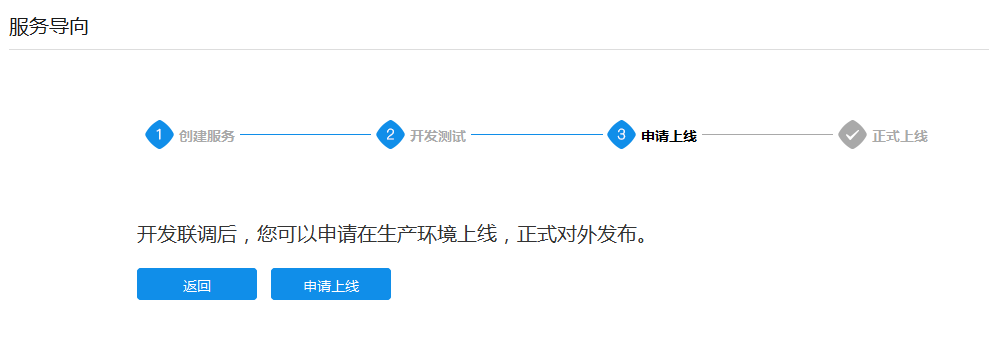 服务导向
1 创建服务 2 开发测试 3 申请上线 正式上线
开发联调后，您可以申请在生产环境上线，正式对外发布。
返回 申请上线